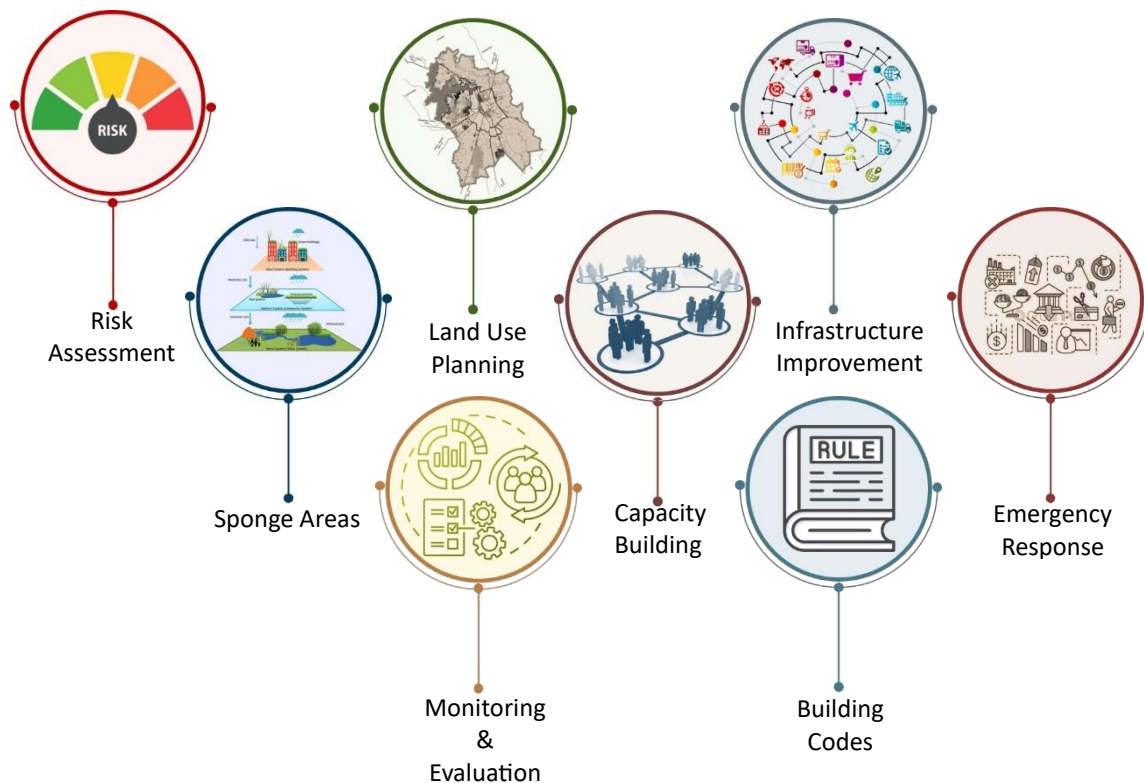 RISK
Risk
Assessment
Land Use
Planning
Infrastructure
Improvement
Sponge Areas
Capacity
Building
RULE
Emergency
Response
Monitoring
&
Evaluation
Building
Codes